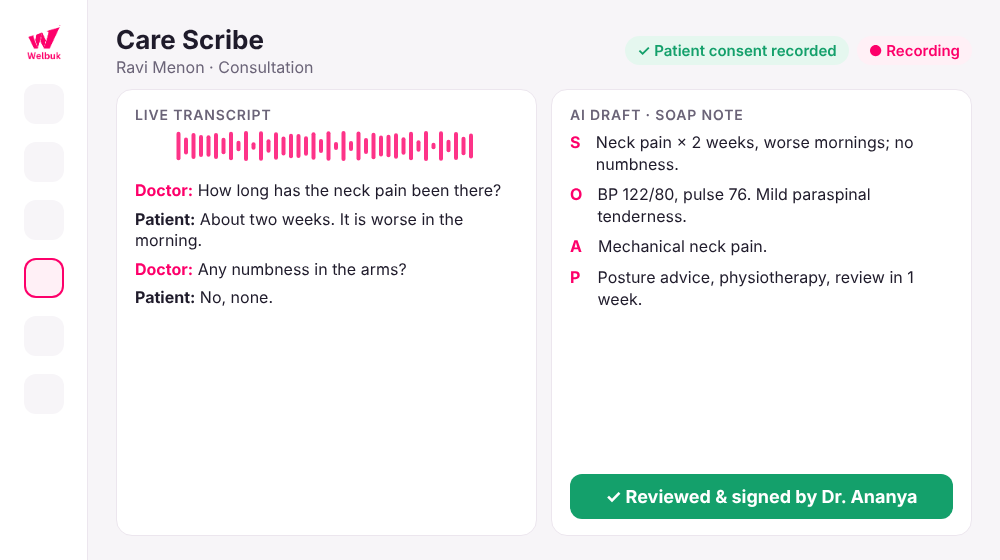 Welbuk
Care Scribe
Ravi Menon · Consultation
✓ Patient consent recorded
Recording
LIVE TRANSCRIPT
Doctor: How long has the neck pain been there?
Patient: About two weeks. It is worse in the
morning.
Doctor: Any numbness in the arms?
Patient: No, none.
AI DRAFT · SOAP NOTE
S Neck pain × 2 weeks, worse mornings; no
numbness.
O BP 122/80, pulse 76. Mild paraspinal
tenderness.
A Mechanical neck pain.
P Posture advice, physiotherapy, review in 1
week.
✓ Reviewed & signed by Dr. Ananya